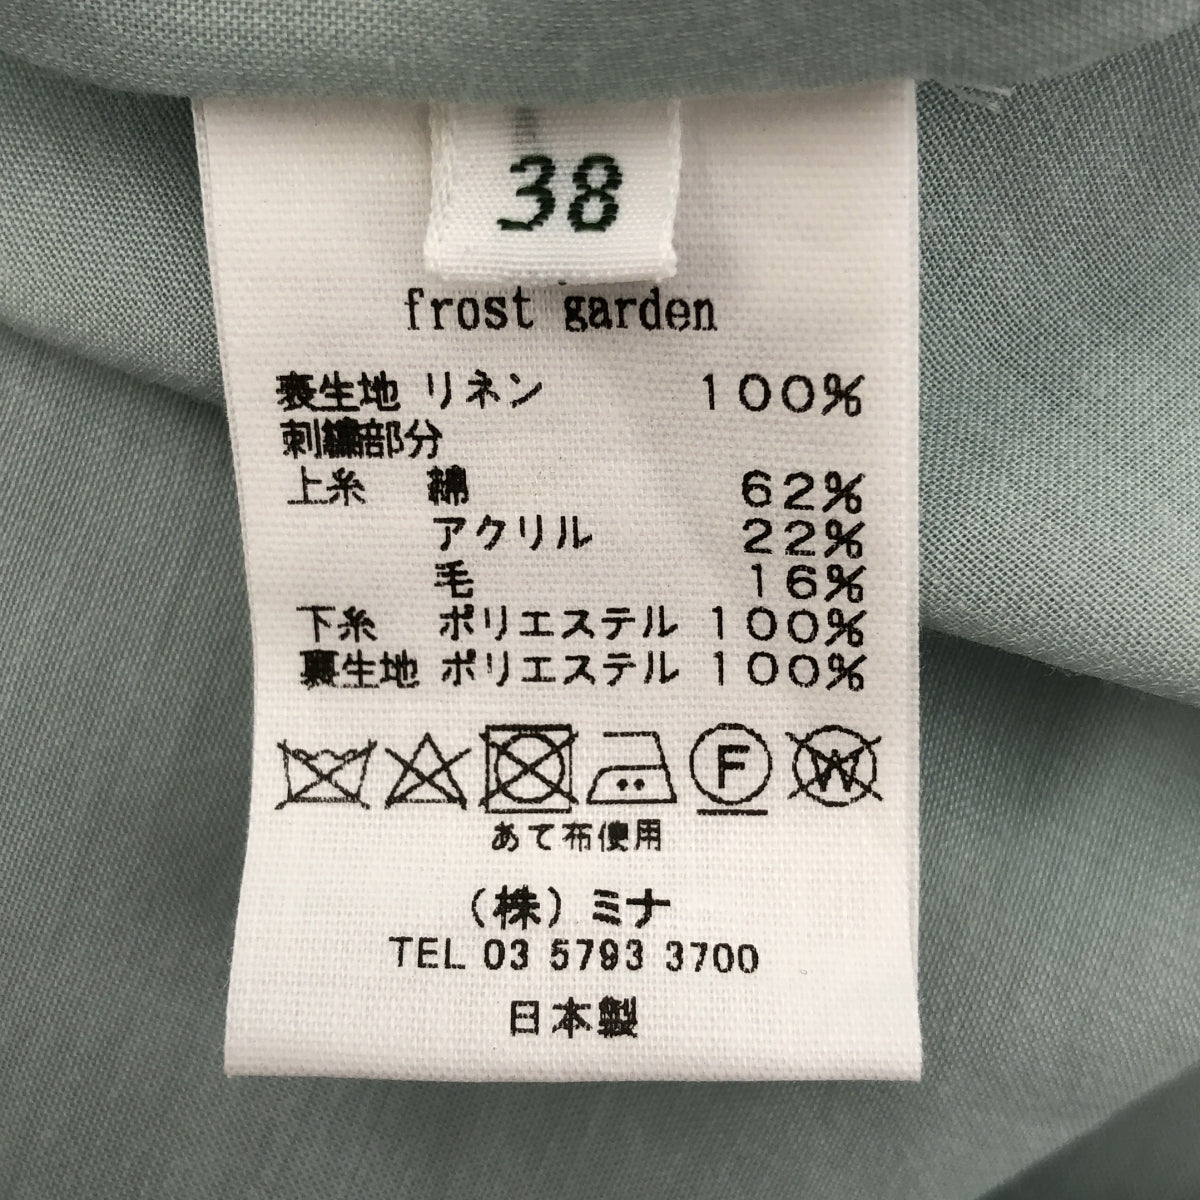 38
frost garden
表生地 リネン 100%
刺繍部分
上糸 綿 62%
アクリル 22%
毛 16%
下糸 ポリエステル 100%
裏生地 ポリエステル 100%
F W
あて布使用
(株)ミナ
TEL 03 5793 3700
日本製